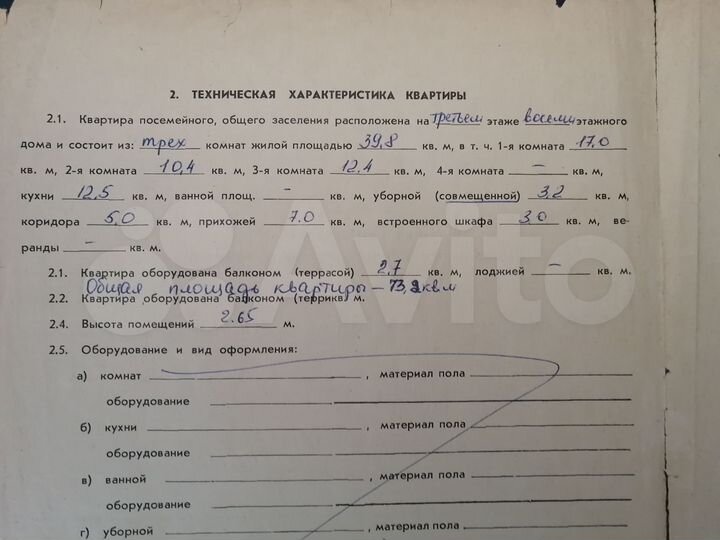 2. ТЕХНИЧЕСКАЯ ХАРАКТЕРИСТИКА КВАРТИРЫ
2.1. Квартира посемейного, общего заселения расположена на третьем этаже восемиэтажного
дома и состоит из: трех комнат жилой площадью 39,8 кв. м, в т. ч. 1-я комната 17,0
кв. м, 2-я комната 10,4 кв. м, 3-я комната 12,4 кв. м, 4-я комната – кв. м,
кухни 12,5 кв. м, ванной площ. – кв. м, уборной (совмещенной) 3,2 кв. м,
коридора 5,0 кв. м, прихожей 7,0 кв. м, встроенного шкафа 3,0 кв. м, ве-
ранды – кв. м.
2.1. Квартира оборудована балконом (террасой) 2,7 кв. м, лоджией – кв. м.
Общая площадь квартиры – кв м
2.2. Квартира оборудована балконом (террикв) м.
2.4. Высота помещений 2.65 м.
2.5. Оборудование и вид оформления:
а) комнат , материал пола
оборудование
б) кухни , материал пола
оборудование
в) ванной , материал пола
оборудование
г) уборной , материал пола
Avito